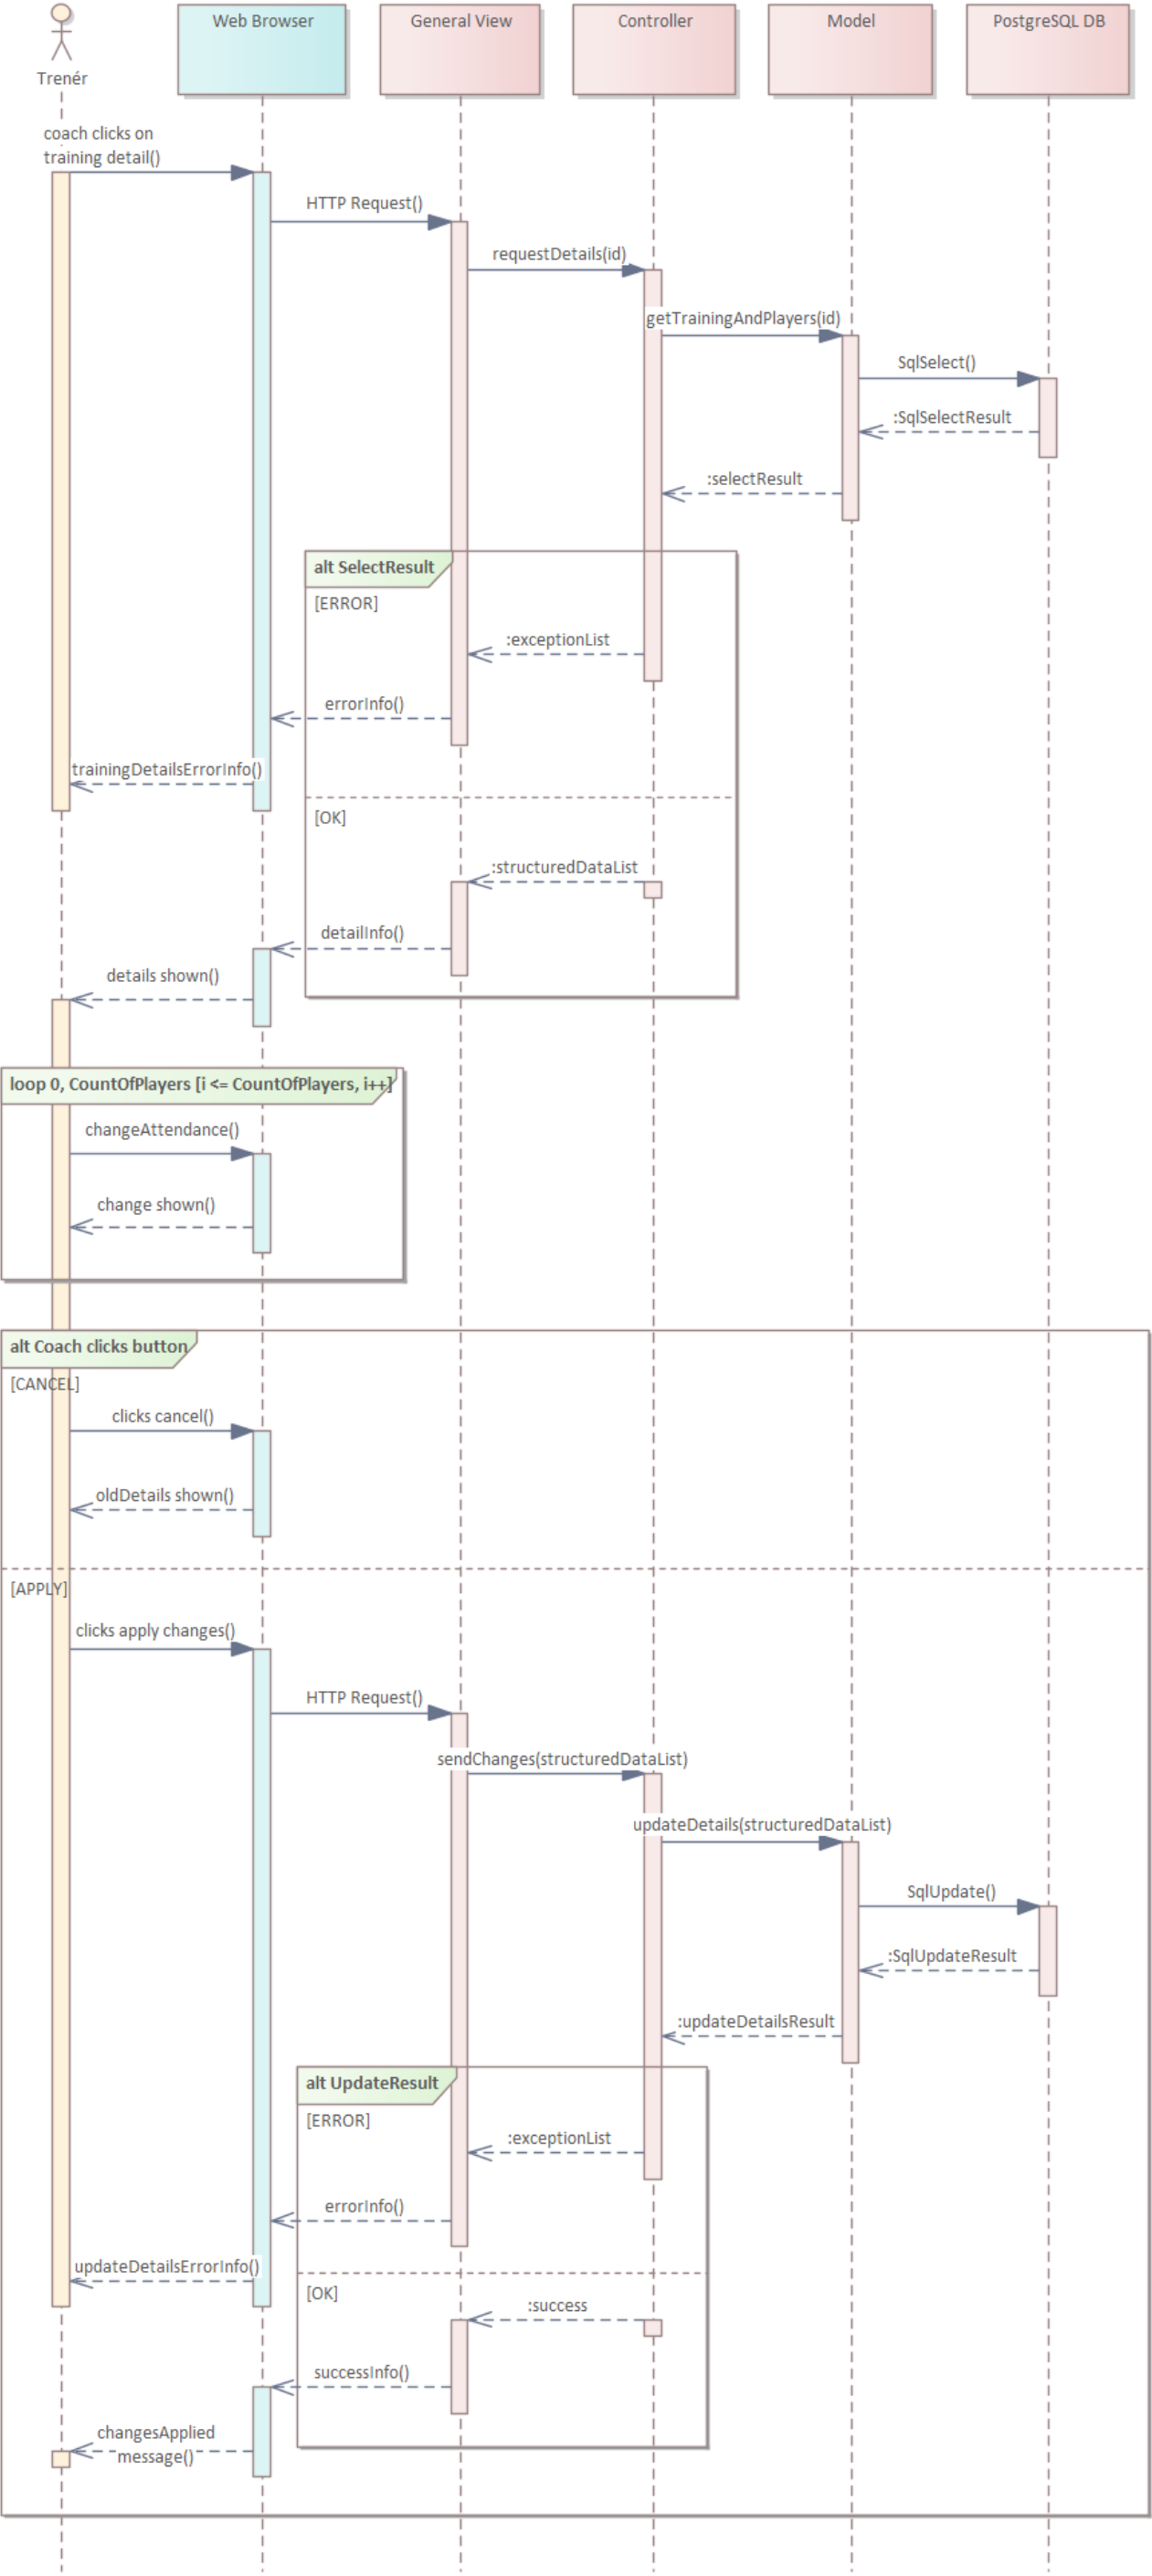 Trenér
Web Browser
General View
Controller
Model
PostgreSQL DB
coach clicks on
training detail()
HTTP Request()
requestDetails(id)
getTrainingAndPlayers(id)
SqlSelect()
:SqlSelectResult
:selectResult
alt SelectResult
[ERROR]
:exceptionList
errorInfo()
trainingDetailsErrorInfo()
[OK]
:structuredDataList
detailInfo()
details shown()
loop 0, CountOfPlayers [i <= CountOfPlayers, i++]
changeAttendance()
change shown()
alt Coach clicks button
[CANCEL]
clicks cancel()
oldDetails shown()
[APPLY]
clicks apply changes()
HTTP Request()
sendChanges(structuredDataList)
updateDetails(structuredDataList)
SqlUpdate()
:SqlUpdateResult
:updateDetailsResult
alt UpdateResult
[ERROR]
:exceptionList
errorInfo()
updateDetailsErrorInfo()
[OK]
:success
successInfo()
changesApplied
message()